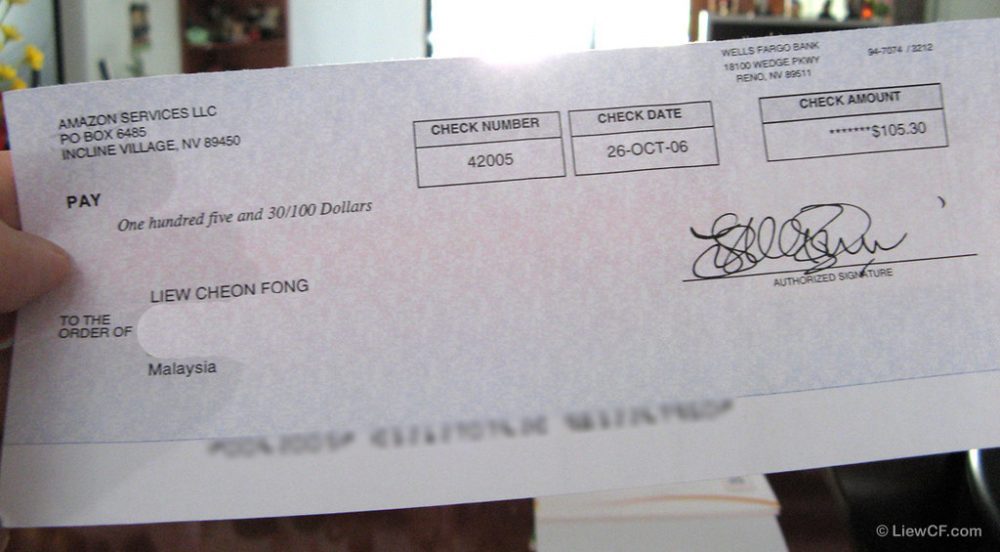 WELLS FARGO BANK
18100 WEDGE PKWY
RENO, NV 89511
94-7074 / 3212
AMAZON SERVICES LLC
PO BOX 6485
INCLINE VILLAGE, NV 89450
CHECK NUMBER
42005
CHECK DATE
26-OCT-06
CHECK AMOUNT
*******$105.30
PAY
One hundred five and 30/100 Dollars
AUTHORIZED SIGNATURE
LIEW CHEON FONG
TO THE
ORDER OF
Malaysia
© LiewCF.com